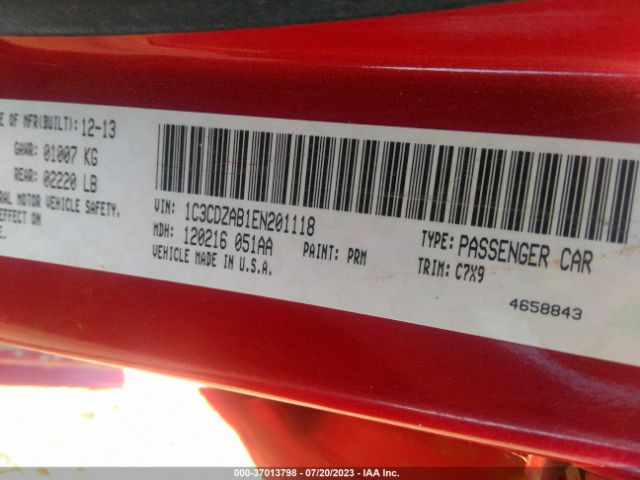 E OF MFR(BUILT): 12-13
GAWR: 01007 KG
REAR: 02220 LB
MOTOR VEHICLE SAFETY.
EFFECT ON
E.
VIN: 1C3CDZAB1EN201118
MDH: 120216 051AA PAINT: PRM
VEHICLE MADE IN U.S.A.
TYPE: PASSENGER CAR
TRIM: C7X9
4658843
000-37013798 - 07/20/2023 - IAA Inc.